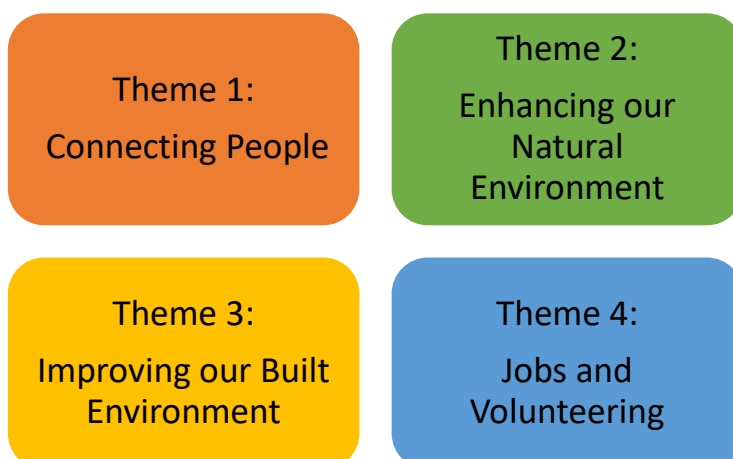 Theme 1:
Connecting People
Theme 2:
Enhancing our
Natural
Environment
Theme 3:
Improving our Built
Environment
Theme 4:
Jobs and
Volunteering